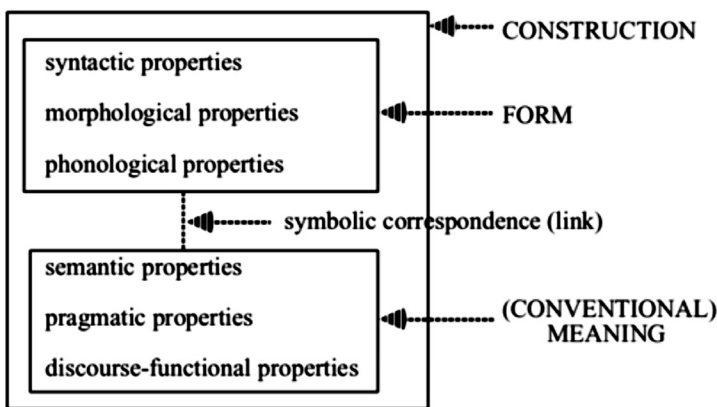 CONSTRUCTION
syntactic properties
morphological properties
FORM
phonological properties
symbolic correspondence (link)
semantic properties
pragmatic properties
(CONVENTIONAL)
MEANING
discourse-functional properties